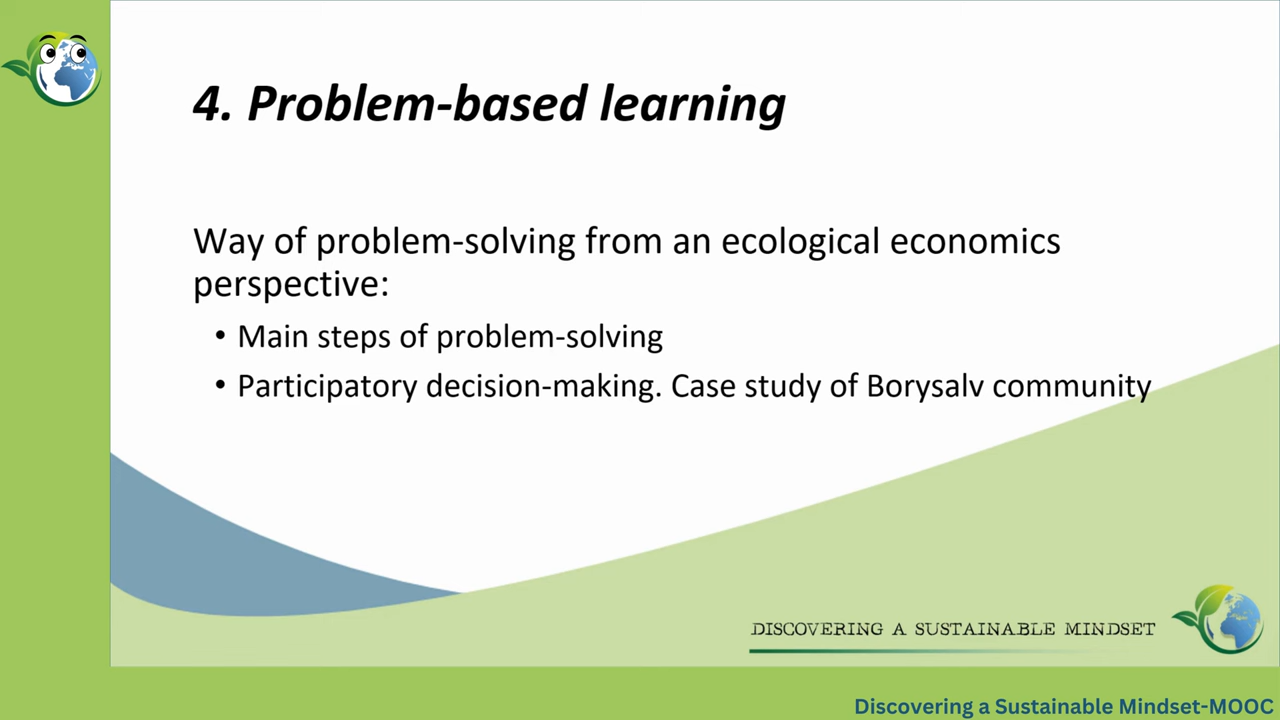 4. Problem-based learning
Way of problem-solving from an ecological economics
perspective:
• Main steps of problem-solving
• Participatory decision-making. Case study of Borysalv community
DISCOVERING A SUSTAINABLE MINDSET
Discovering a Sustainable Mindset-MOOC